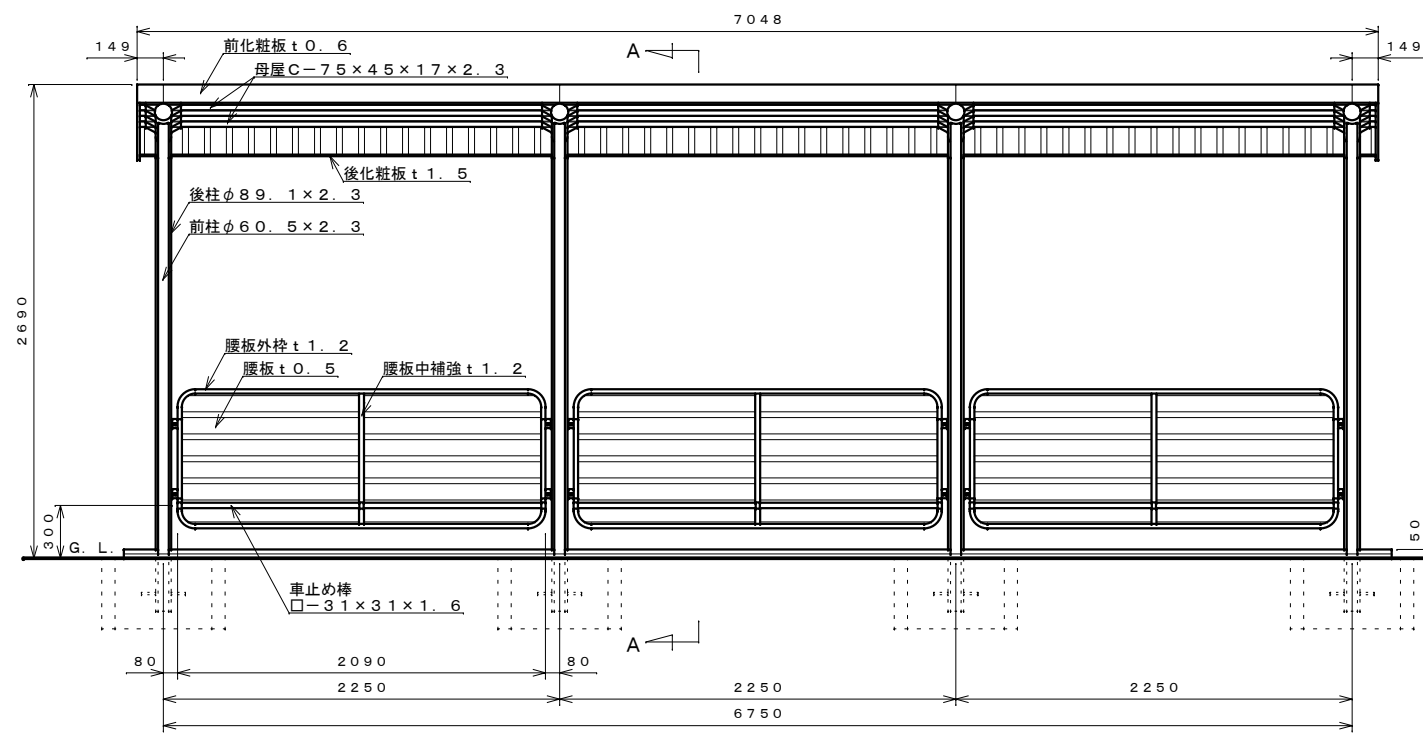 7048
149
149
前化粧板ｔ０．６
A
母屋Ｃ－７５×４５×１７×２．３
後化粧板ｔ１．５
後柱φ８９．１×２．３
前柱φ６０．５×２．３
2690
腰板外枠ｔ１．２
腰板ｔ０．５
腰板中補強ｔ１．２
300
G. L.
50
車止め棒
□－３１×３１×１．６
A
80
2090
80
2250
2250
2250
6750